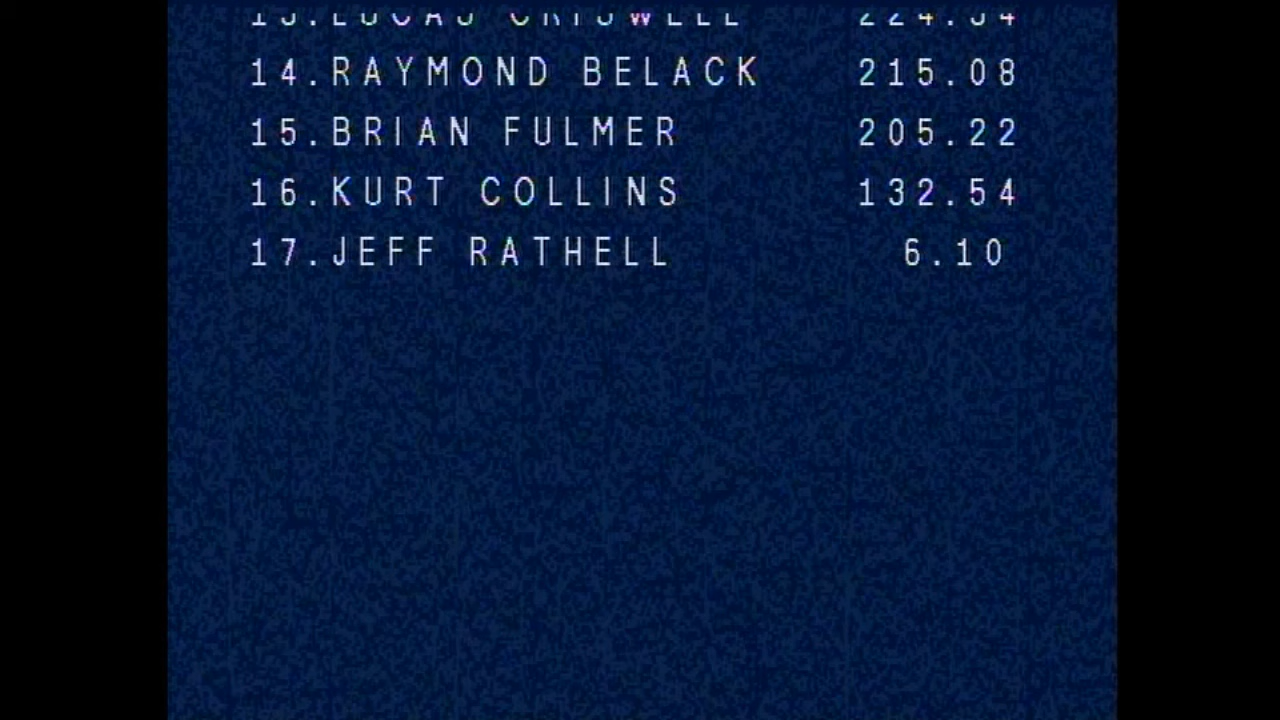 14.RAYMOND BELACK 215.08
15.BRIAN FULMER 205.22
16.KURT COLLINS 132.54
17.JEFF RATHELL 6.10